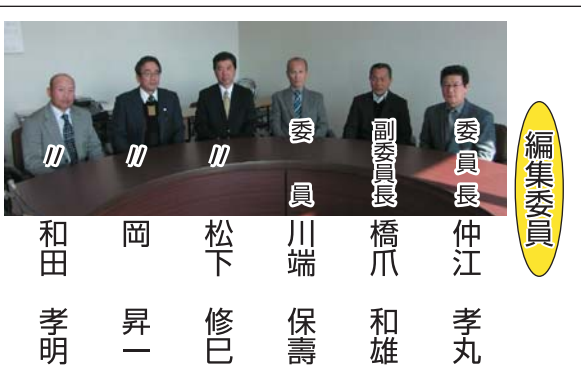 編集委員
委員長 仲江 孝丸
副委員長 橋爪 和雄
委員 川端 保壽
〃 松下 修巳
〃 岡 昇一
〃 和田 孝明